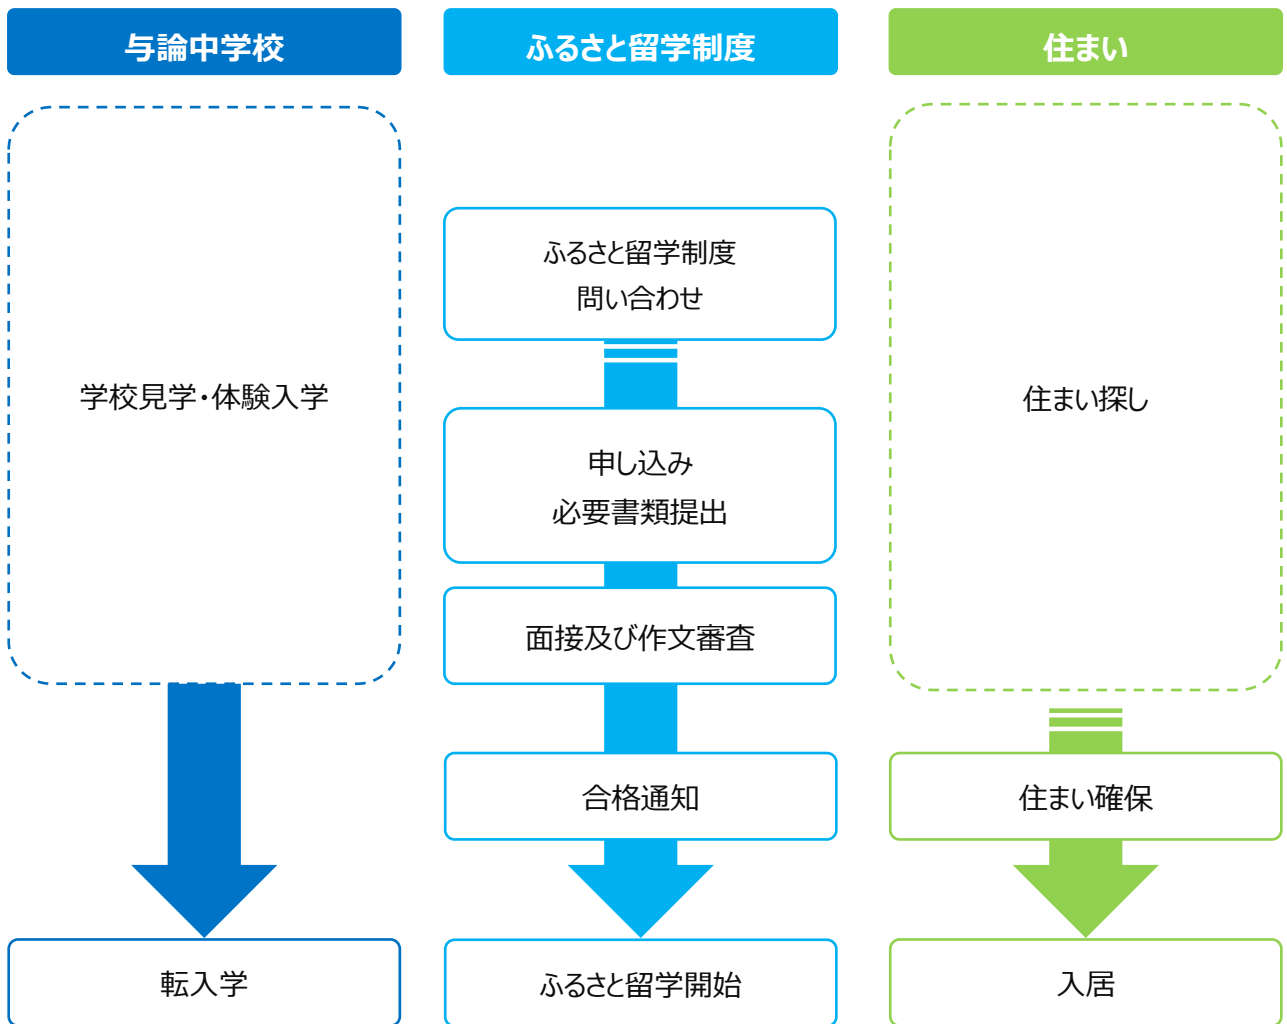 与論中学校
ふるさと留学制度
住まい
学校見学・体験入学
ふるさと留学制度
問い合わせ
申し込み
必要書類提出
面接及び作文審査
合格通知
住まい探し
住まい確保
転入学
ふるさと留学開始
入居